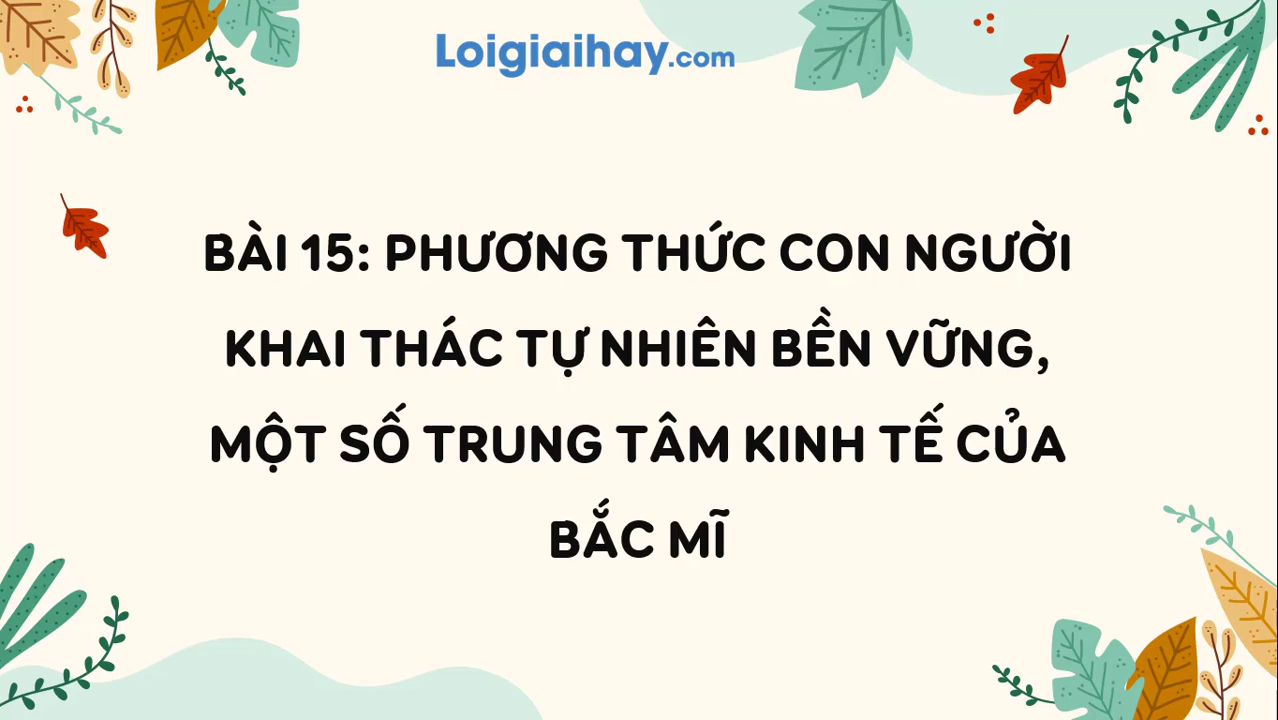 Loigiaihay.com
BÀI 15: PHƯƠNG THỨC CON NGƯỜI
KHAI THÁC TỰ NHIÊN BỀN VỮNG,
MỘT SỐ TRUNG TÂM KINH TẾ CỦA
BẮC MĨ